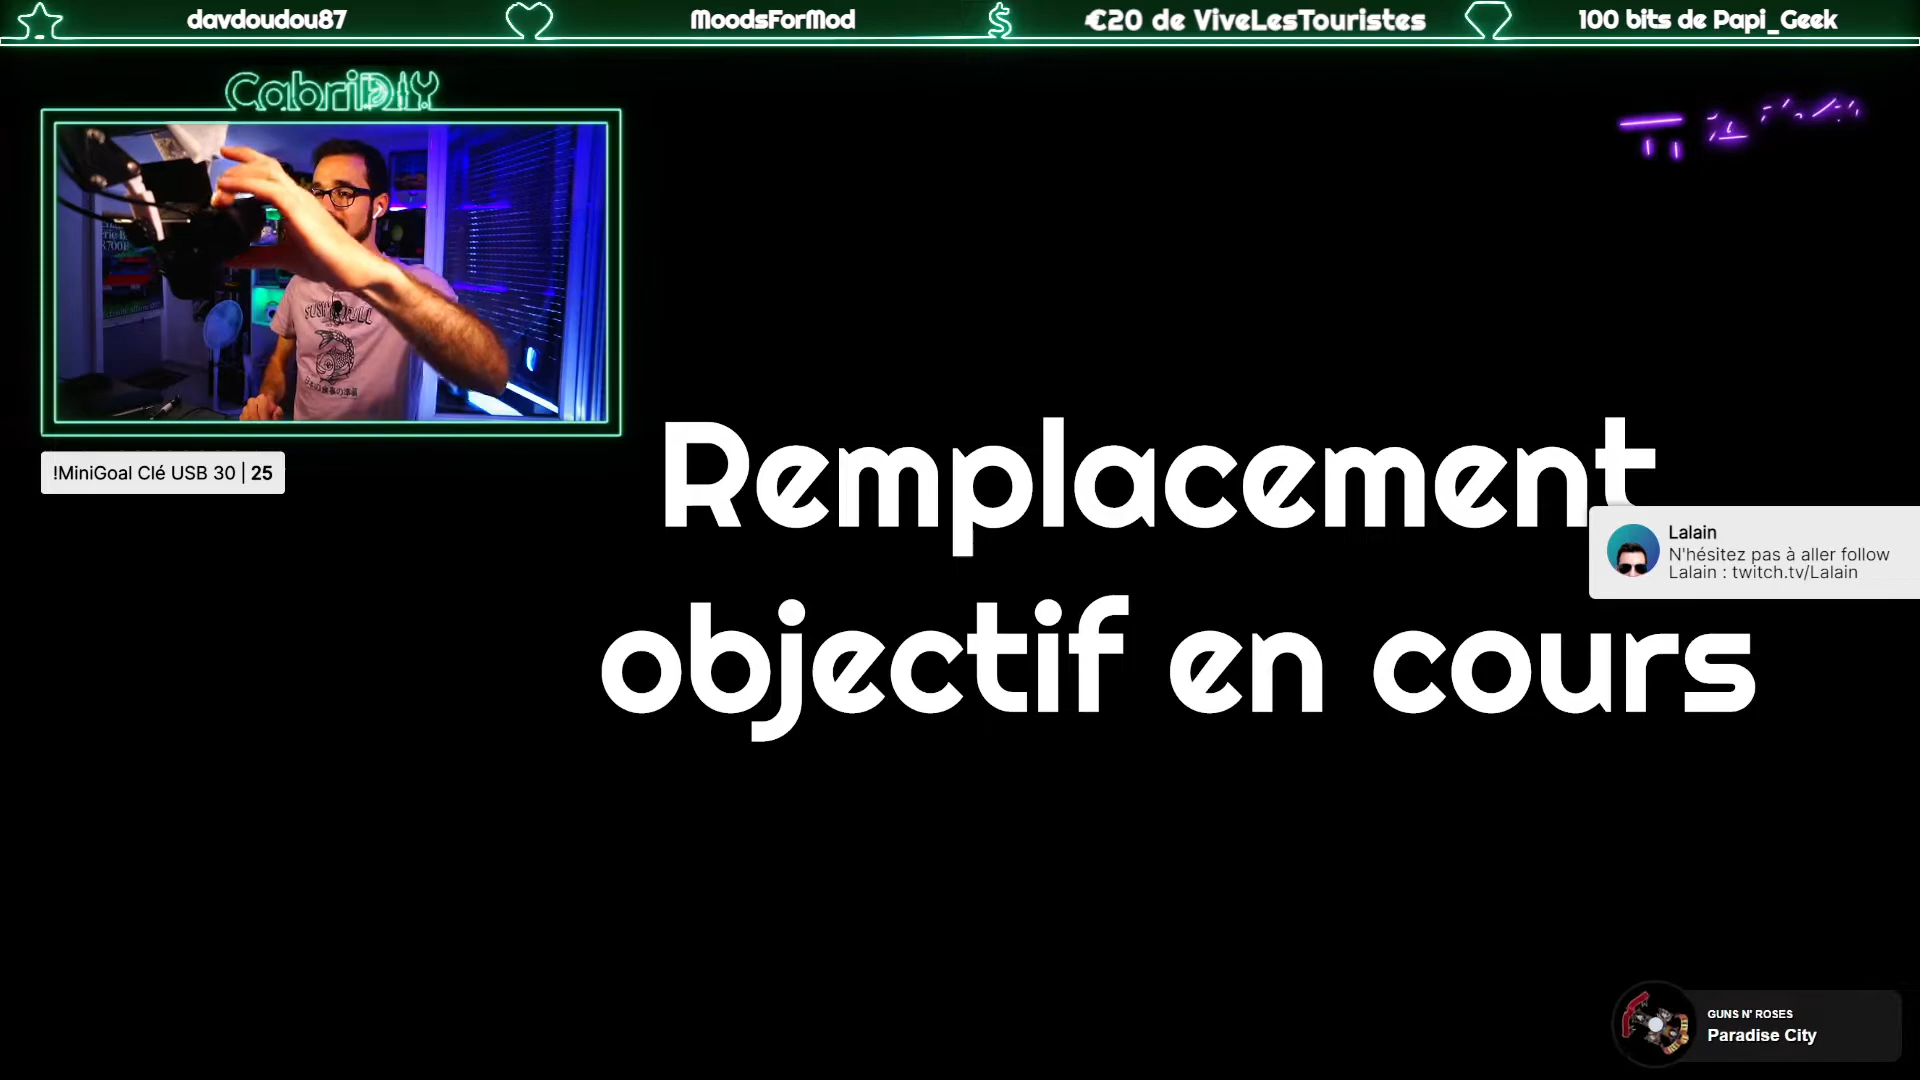 davdoudou87
MoodsForMod
€20 de ViveLesTouristes
100 bits de Papi_Geek
CabriDIY
!MiniGoal Clé USB 30 | 25
Remplacement
objectif en cours
Lalain
N'hésitez pas à aller follow
Lalain : twitch.tv/Lalain
GUNS N' ROSES
Paradise City